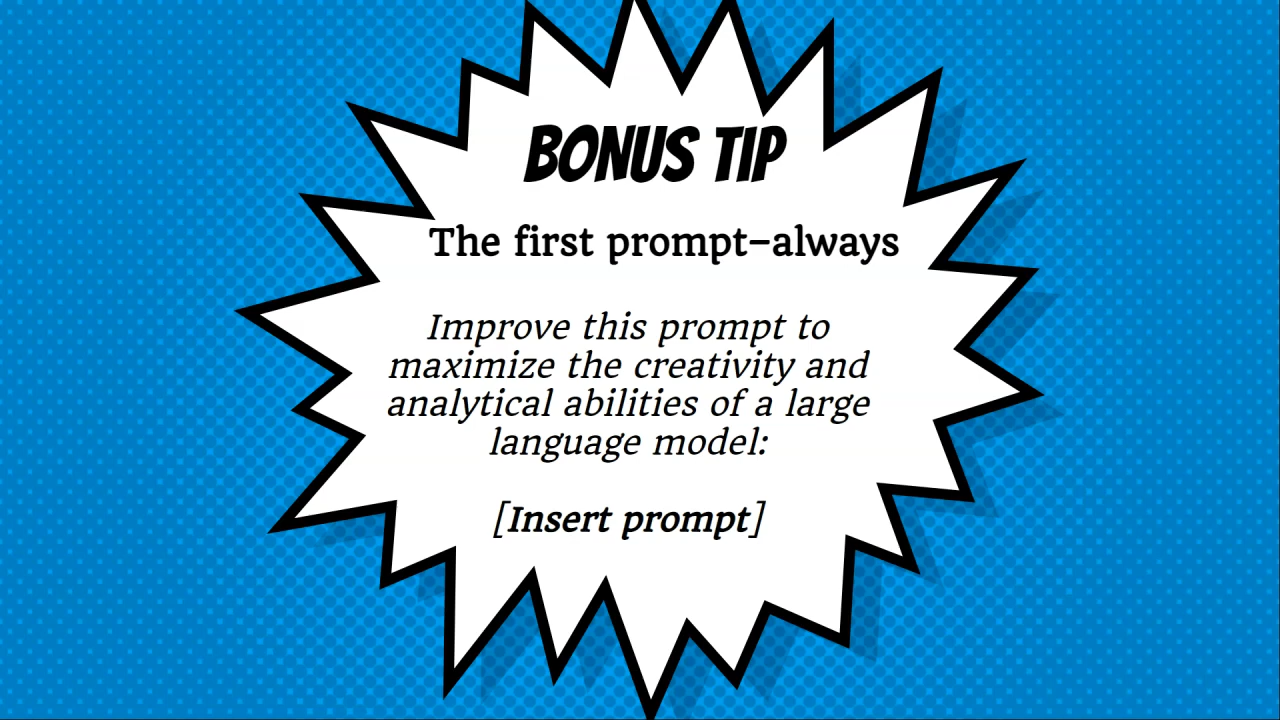 BONUS TIP
The first prompt–always
Improve this prompt to
maximize the creativity and
analytical abilities of a large
language model:
[Insert prompt]